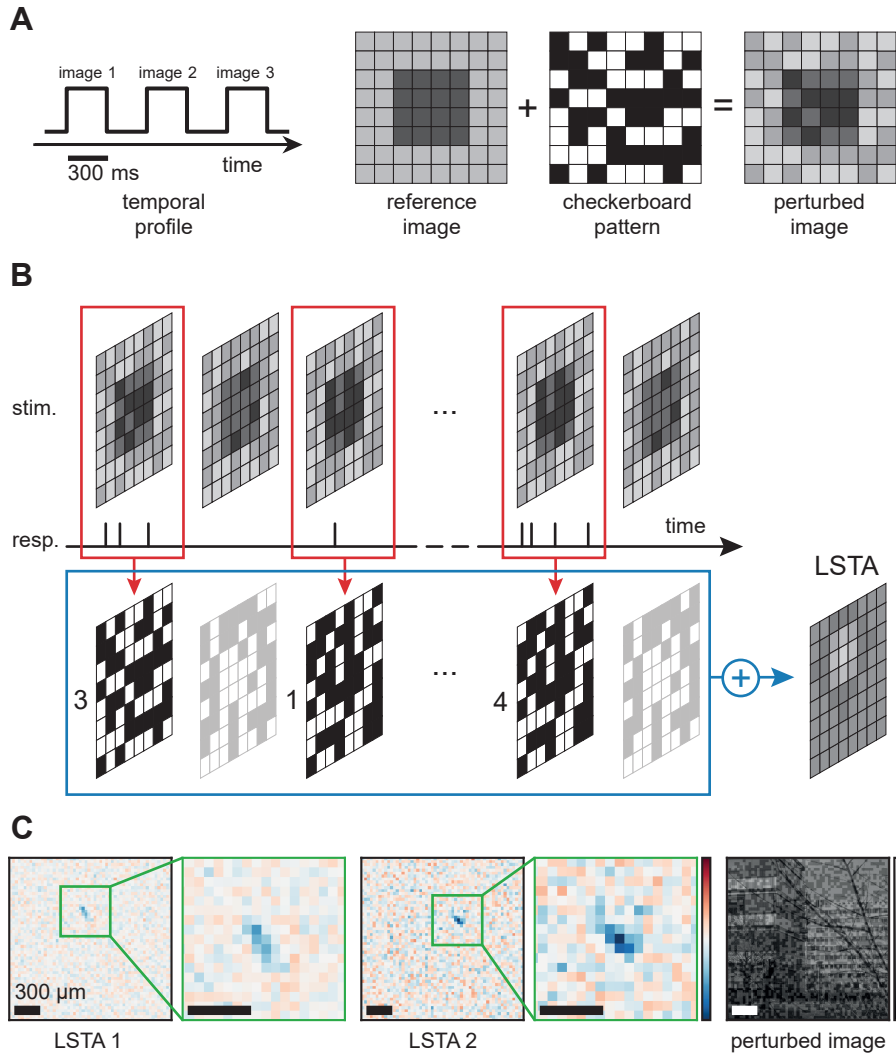 A
image 1 image 2 image 3
300 ms
time
temporal
profile
+
=
reference
image
checkerboard
pattern
perturbed
image
B
stim.
...
resp.
time
LSTA
3
1
...
4
+
C
300 µm
LSTA 1
LSTA 2
perturbed image